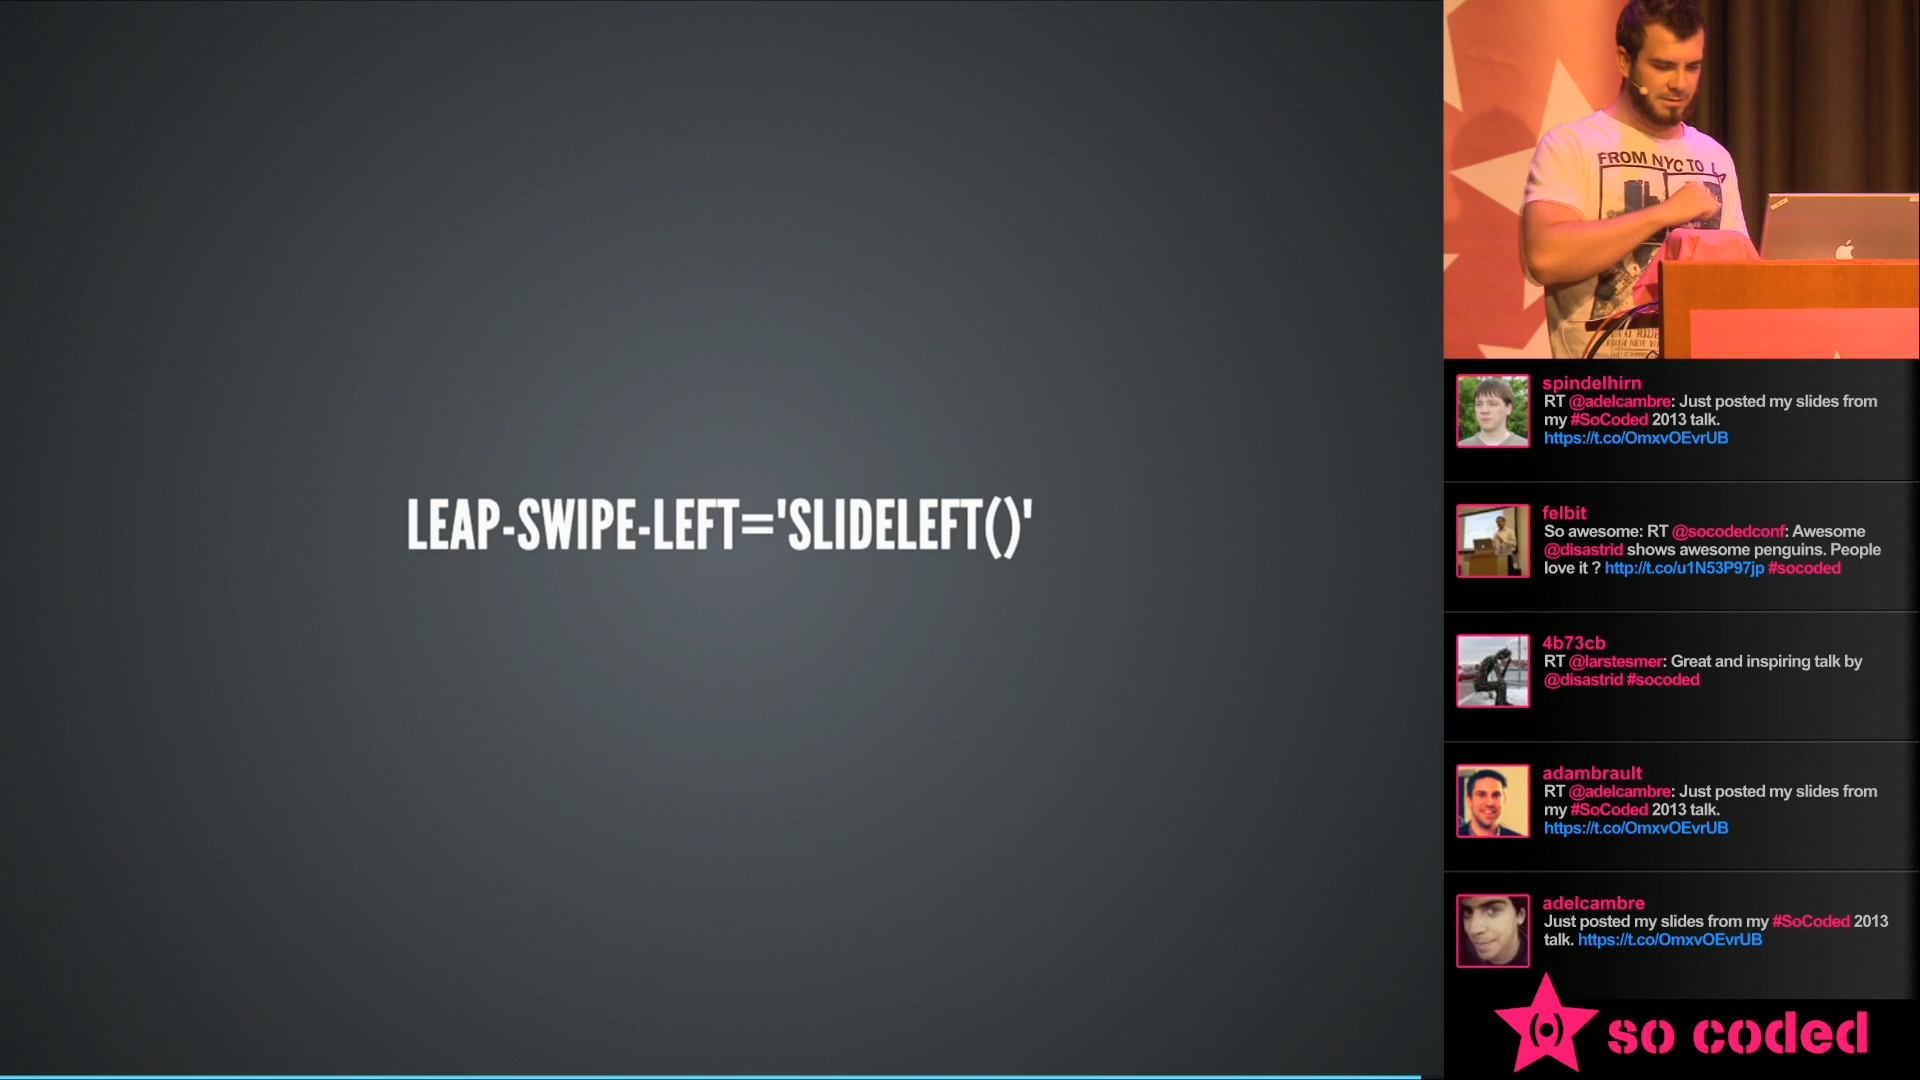 LEAP-SWIPE-LEFT='SLIDELEFT()'
FROM NYC TO
spindelhirn
RT @adelcambre: Just posted my slides from
my #SoCoded 2013 talk.
https://t.co/OmxvOEvrUB
felbit
So awesome: RT @socodedconf: Awesome
@disastrid shows awesome penguins. People
love it ? http://t.co/u1N53P97jp #socoded
4b73cb
RT @larstesmer: Great and inspiring talk by
@disastrid #socoded
adambrault
RT @adelcambre: Just posted my slides from
my #SoCoded 2013 talk.
https://t.co/OmxvOEvrUB
adelcambre
Just posted my slides from my #SoCoded 2013
talk. https://t.co/OmxvOEvrUB
so coded